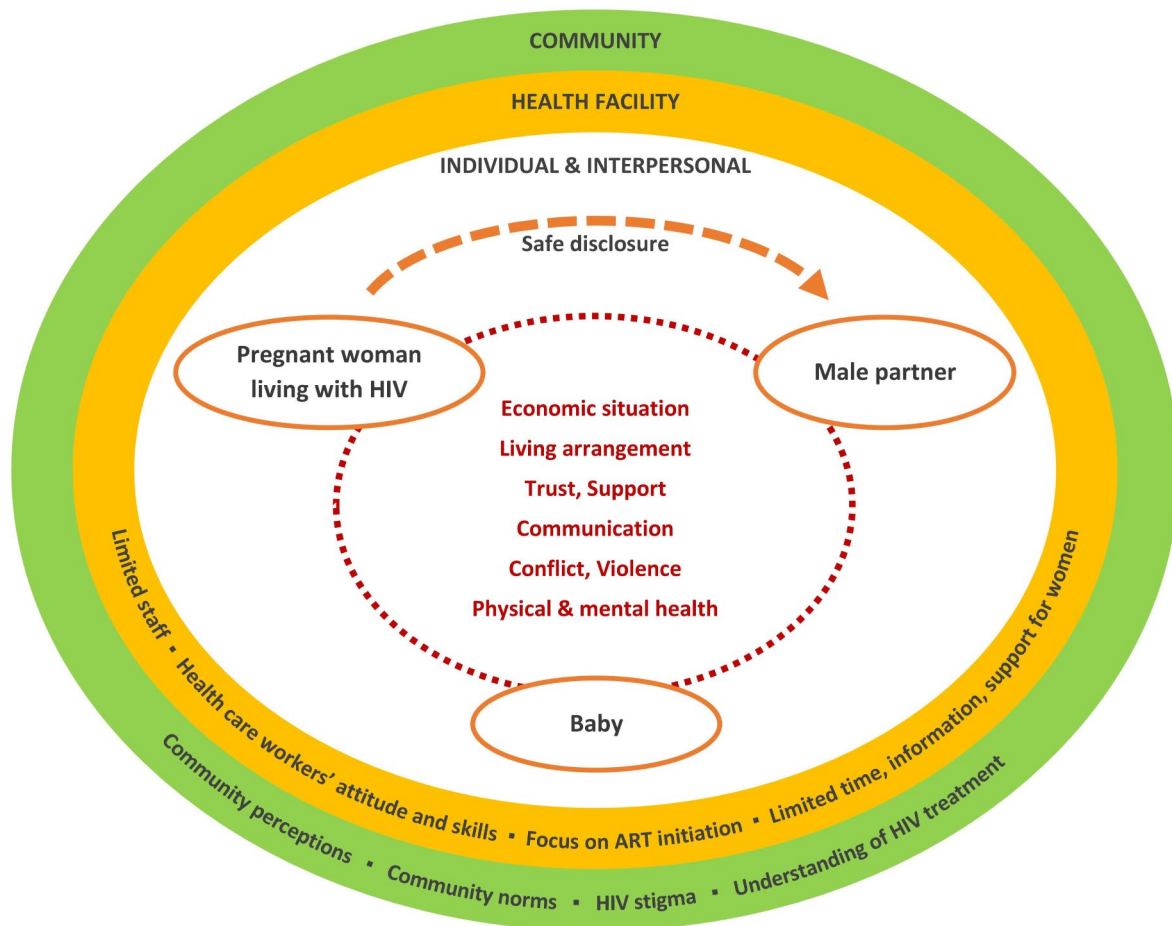 COMMUNITY
HEALTH FACILITY
INDIVIDUAL & INTERPERSONAL
Safe disclosure
Pregnant woman
living with HIV
Male partner
Economic situation
Living arrangement
Trust, Support
Communication
Conflict, Violence
Physical & mental health
Baby
Limited staff ▪ Health care workers’ attitude and skills ▪ Focus on ART initiation ▪ Limited time, information, support for women
Community perceptions ▪ Community norms ▪ HIV stigma ▪ Understanding of HIV treatment